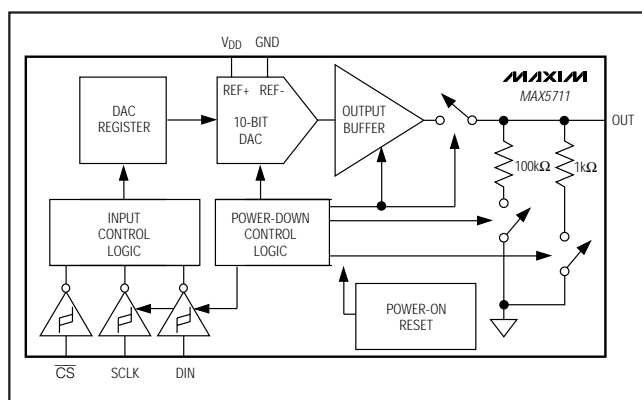 VDD GND
MAXIM
MAX5711
REF+ REF-
10-BIT
DAC
DAC
REGISTER
OUTPUT
BUFFER
OUT
100kΩ
1kΩ
INPUT
CONTROL
LOGIC
POWER-DOWN
CONTROL
LOGIC
POWER-ON
RESET
CS SCLK DIN